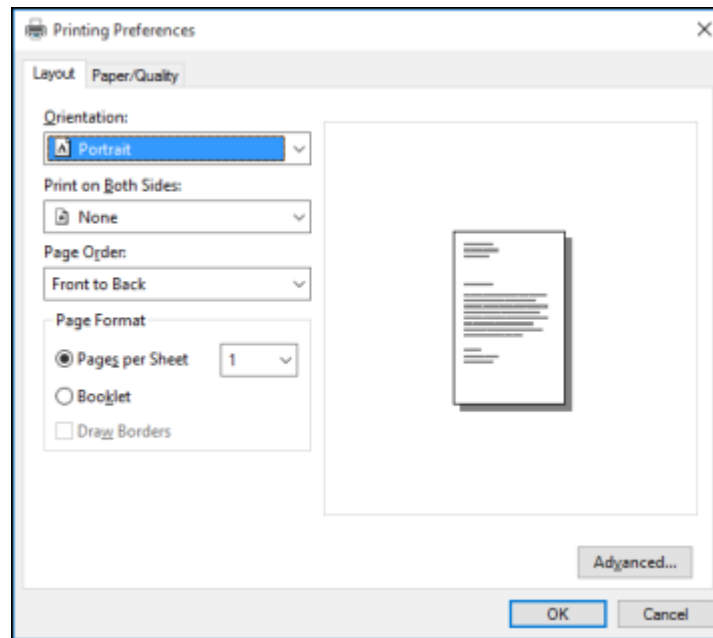 Printing Preferences
Layout Paper/Quality
Orientation:
Portrait
Print on Both Sides:
None
Page Order:
Front to Back
Page Format
Pages per Sheet 1
Booklet
Draw Borders
Advanced...
OK Cancel